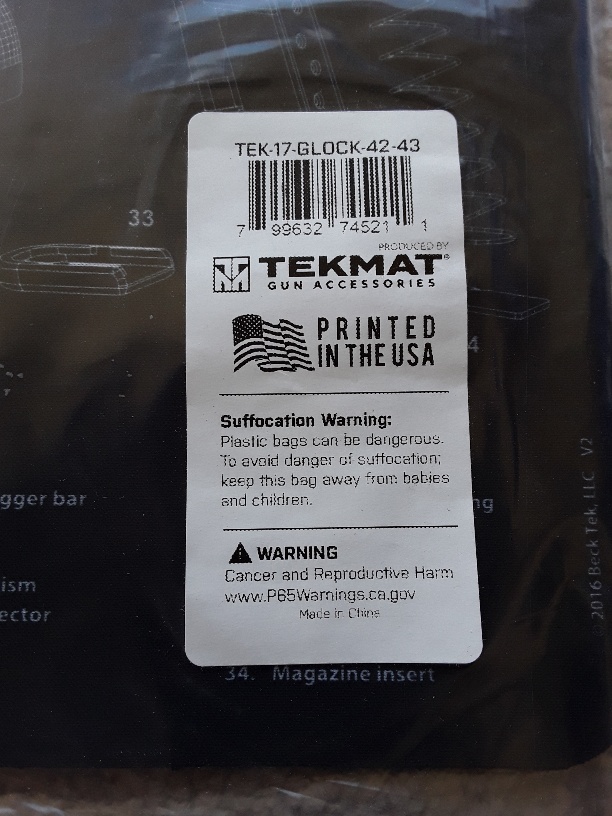 TEK-17-GLOCK-42-43
7 99632 74521 1
33
PRODUCED BY
TEKMAT®
GUN ACCESSORIES
PRINTED
IN THE USA
4
Suffocation Warning:
Plastic bags can be dangerous.
To avoid danger of suffocation;
keep this bag away from babies
and children.
gger bar
ng
WARNING
Cancer and Reproductive Harm
www.P65Warnings.ca.gov
Made in China
ism
ector
34. Magazine insert
2016 Beck Tek, LLC V2